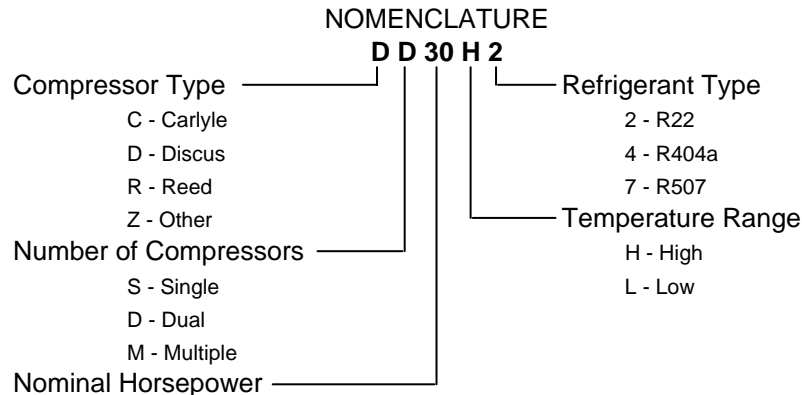 NOMENCLATURE
D D 30 H 2
Compressor Type
C - Carlyle
D - Discus
R - Reed
Z - Other
Number of Compressors
S - Single
D - Dual
M - Multiple
Nominal Horsepower
Refrigerant Type
2 - R22
4 - R404a
7 - R507
Temperature Range
H - High
L - Low